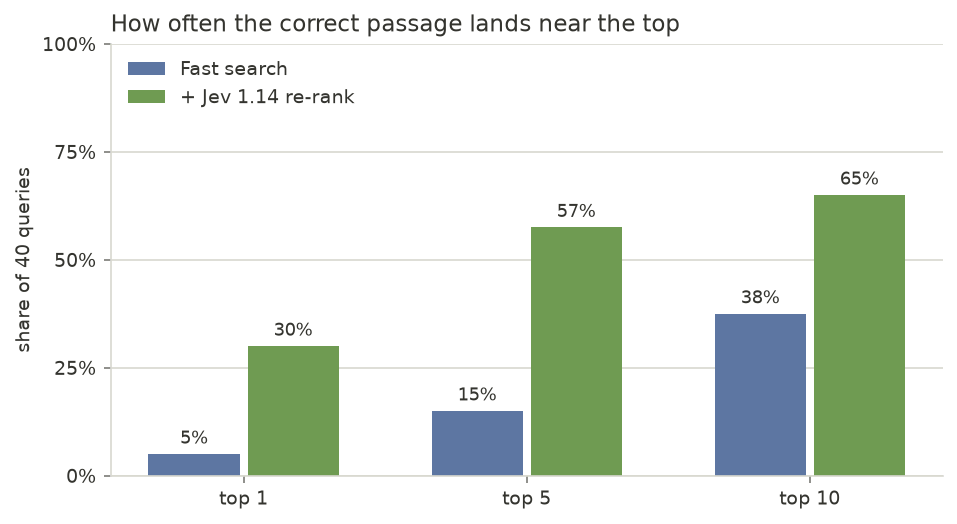 How often the correct passage lands near the top
100%
75%
50%
25%
0%
share of 40 queries
Fast search
+ Jev 1.14 re-rank
5%
30%
15%
57%
38%
65%
top 1
top 5
top 10